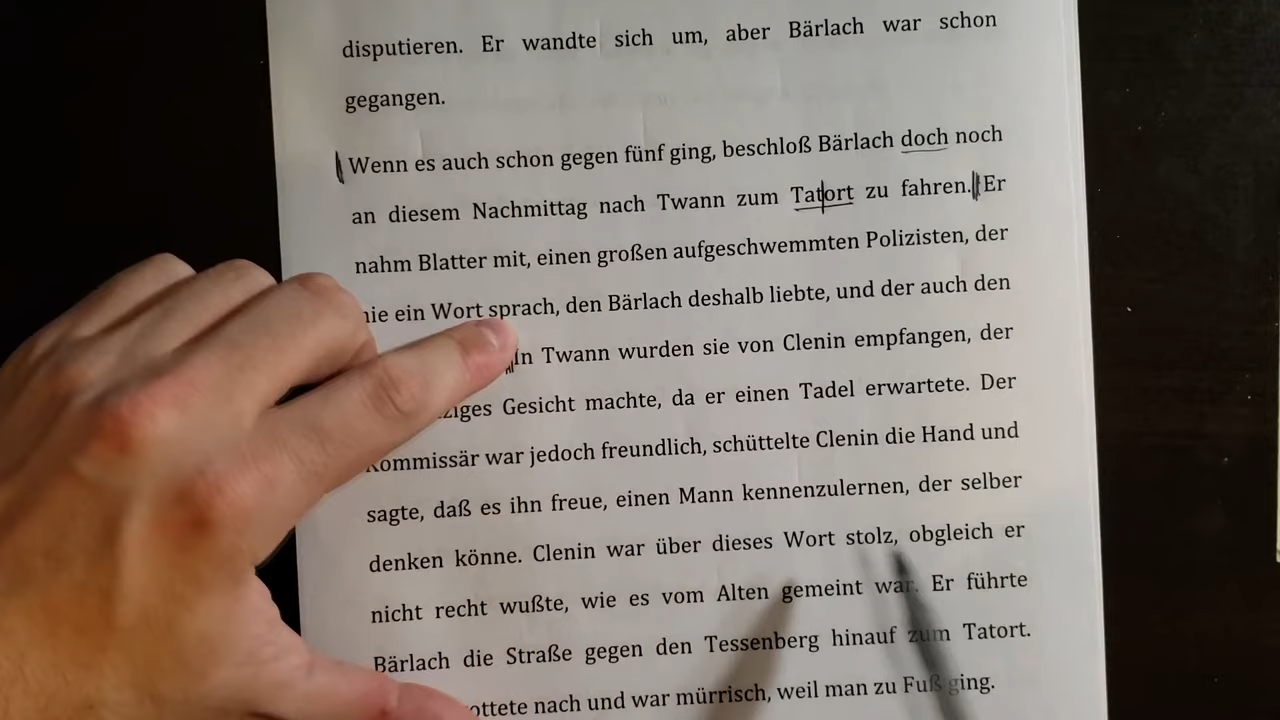 disputieren. Er wandte sich um, aber Bärlach war schon
gegangen.
Wenn es auch schon gegen fünf ging, beschloß Bärlach doch noch
an diesem Nachmittag nach Twann zum Tatort zu fahren. Er
nahm Blatter mit, einen großen aufgeschwemmten Polizisten, der
nie ein Wort sprach, den Bärlach deshalb liebte, und der auch den
In Twann wurden sie von Clenin empfangen, der
Gesicht machte, da er einen Tadel erwartete. Der
Kommissär war jedoch freundlich, schüttelte Clenin die Hand und
sagte, daß es ihn freue, einen Mann kennenzulernen, der selber
denken könne. Clenin war über dieses Wort stolz, obgleich er
nicht recht wußte, wie es vom Alten gemeint war. Er führte
Bärlach die Straße gegen den Tessenberg hinauf zum Tatort.
nach und war mürrisch, weil man zu Fuß ging.